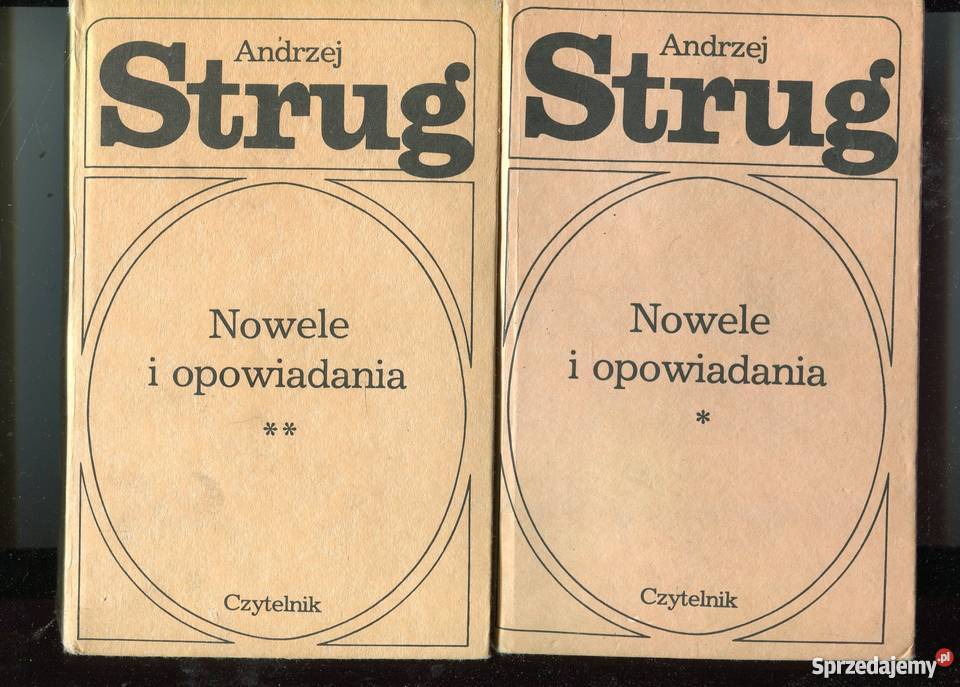 Andrzej
Strug
Nowele
i opowiadania
**
Czytelnik
Andrzej
Strug
Nowele
i opowiadania
*
Czytelnik
Sprzedajemy.pl